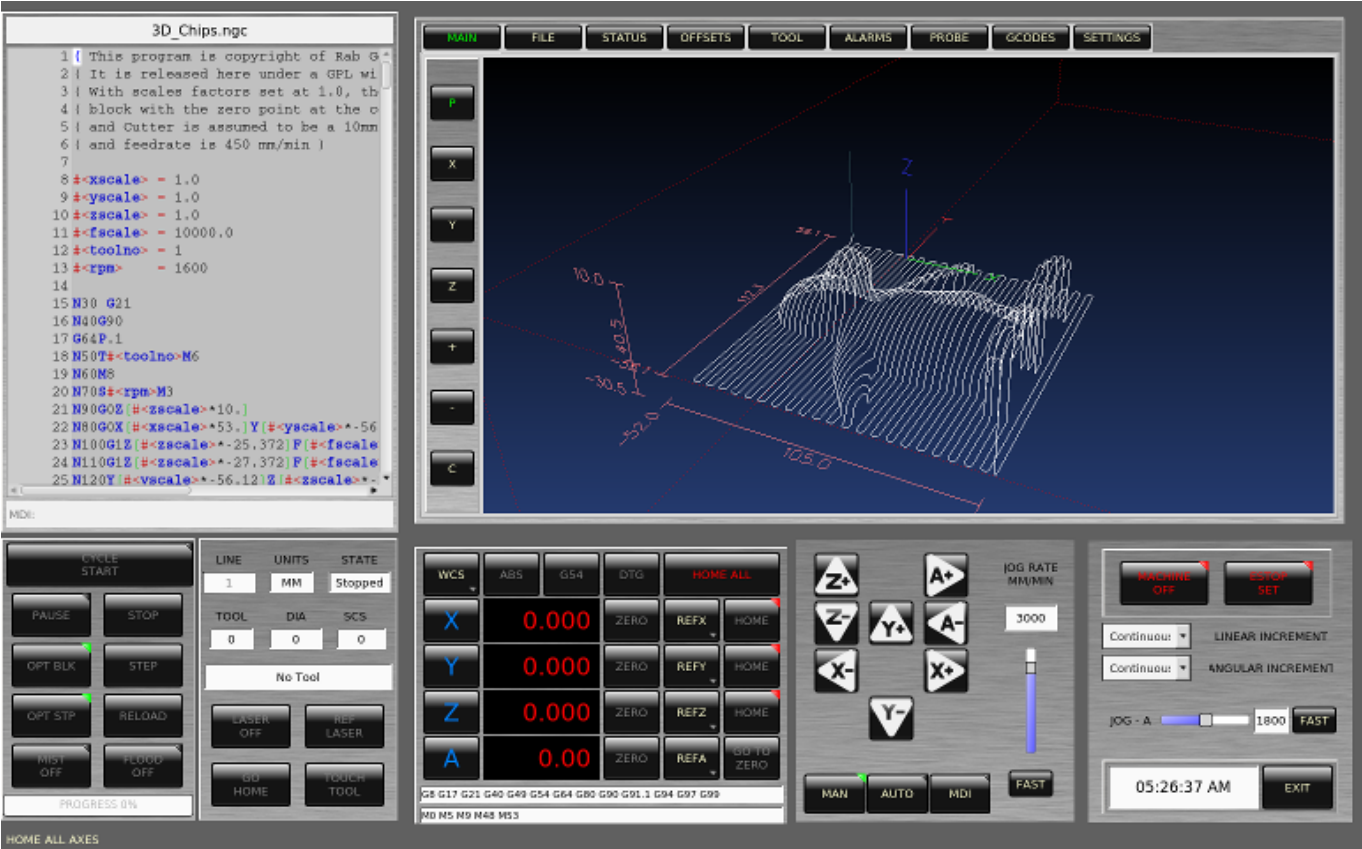 3D_Chips.ngc
1 ( This program is copyright of Rab G
2 ( It is released here under a GPL wi
3 ( With scales factors set at 1.0, th
4 ( block with the zero point at the c
5 ( and Cutter is assumed to be a 10mm
6 ( and feedrate is 450 mm/min )
7
8 #<xscale> = 1.0
9 #<yscale> = 1.0
10 #<zscale> = 1.0
11 #<fscale> = 10000.0
12 #<toolno> = 1
13 #<rpm> = 1600
14
15 N30 G21
16 N40G90
17 G64P.1
18 N50T#<toolno>M6
19 N60M8
20 N70S#<rpm>M3
21 N90G0Z[#<zscale>*10.]
22 N80G0X[#<xscale>*53.]Y[#<yscale>*-56
23 N100G1Z[#<zscale>*-25.372]F[#<fscale
24 N110G1Z[#<zscale>*-27.372]F[#<fscale
25 N120Y[#<yscale>*-56.12]Z[#<zscale>*-
MDI:
MAIN FILE STATUS OFFSETS TOOL ALARMS PROBE GCODES SETTINGS
P
X
Y
Z
+
-
C
Z
Y
10.0
112.3
40.5
-30.5
-52.0
105.0
CYCLE
START
PAUSE STOP
OPT BLK STEP
OPT STP RELOAD
MIST
OFF
FLOOD
OFF
PROGRESS 0%
LINE UNITS STATE
1 MM Stopped
TOOL DIA SCS
0 0 0
No Tool
LASER
OFF
REF
LASER
GO
HOME
TOUCH
TOOL
WCS ABS G54 DTG HOME ALL
X 0.000 ZERO REFX HOME
Y 0.000 ZERO REFY HOME
Z 0.000 ZERO REFZ HOME
A 0.00 ZERO REFA GO TO
ZERO
G8 G17 G21 G40 G49 G54 G64 G80 G90 G91.1 G94 G97 G99
M0 M5 M9 M48 M53
Z+ A+
Z- Y+ A-
X- X+
Y-
JOG RATE
MM/MIN
3000
FAST
MAN AUTO MDI
MACHINE
OFF
ESTOP
SET
Continuou: LINEAR INCREMENT
Continuou: ANGULAR INCREMENT
JOG - A 1800 FAST
05:26:37 AM EXIT
HOME ALL AXES